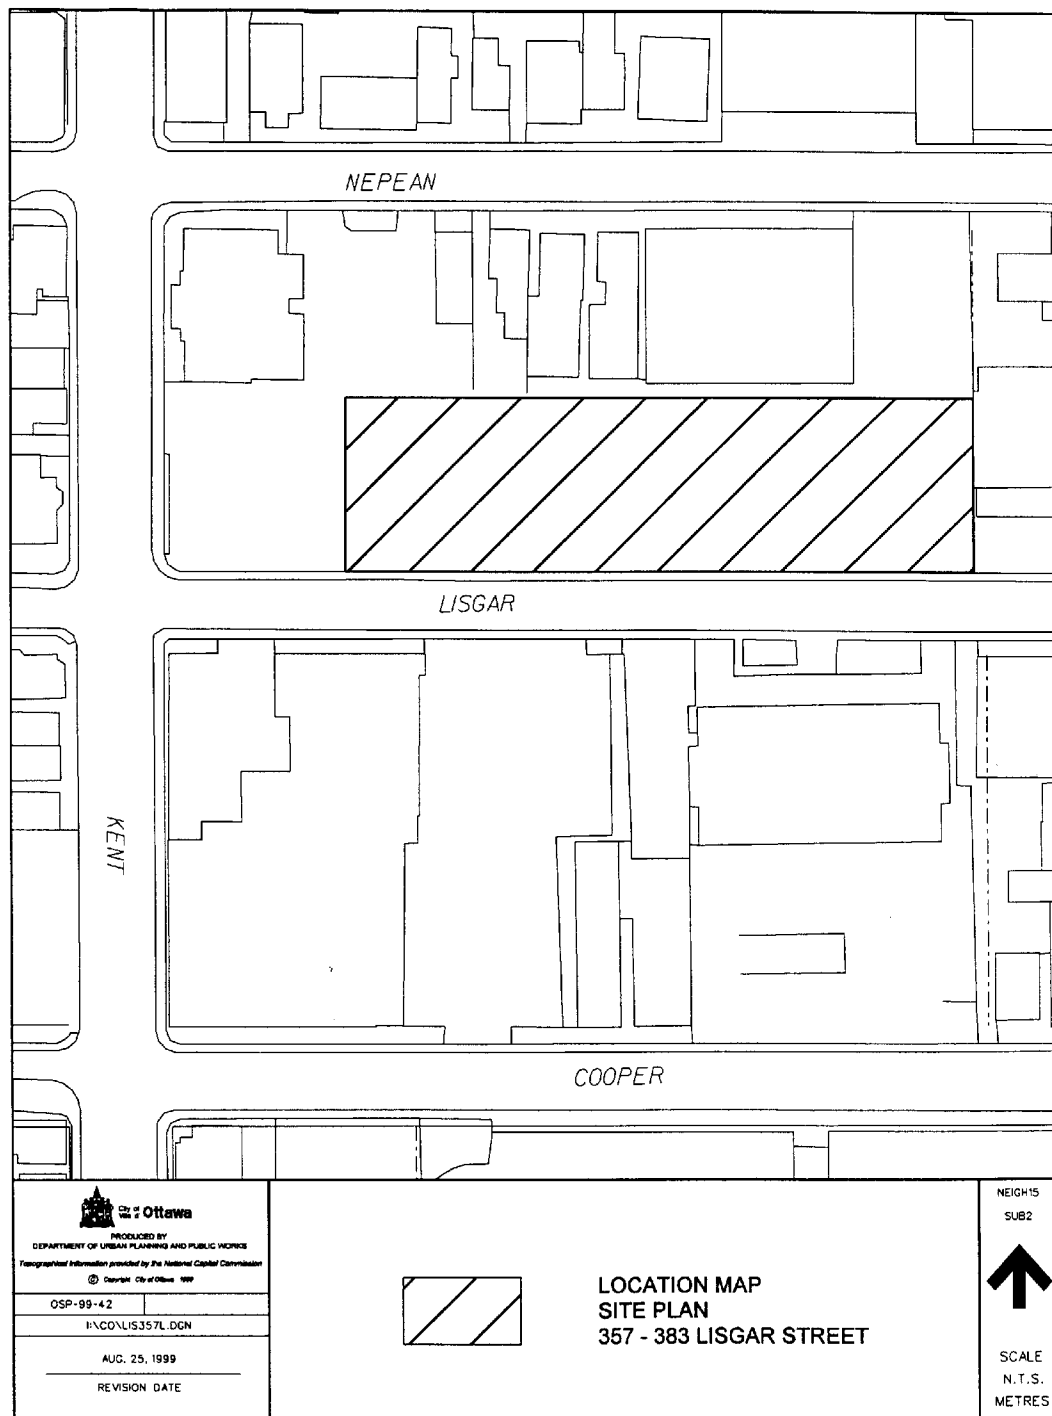 NEPEAN
LISGAR
KENT
COOPER
City of
Ville d'
Ottawa
PRODUCED BY
DEPARTMENT OF URBAN PLANNING AND PUBLIC WORKS
Topographical information provided by the National Capital Commission
© Copyright City of Ottawa 1999
OSP-99-42
I:\CO\LIS357L.DGN
AUG. 25, 1999
REVISION DATE
LOCATION MAP
SITE PLAN
357 - 383 LISGAR STREET
NEIGH15
SUB2
SCALE
N.T.S.
METRES